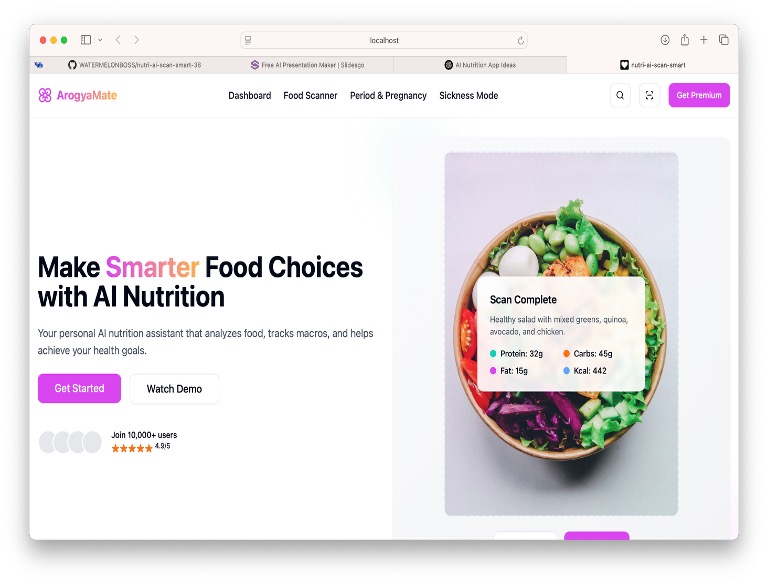 localhost
WATERMELONBOSS/nutri-ai-scan-smart-38
Free AI Presentation Maker | Slidesgo
AI Nutrition App Ideas
nutri-ai-scan-smart
ArogyaMate
Dashboard
Food Scanner
Period & Pregnancy
Sickness Mode
Get Premium
Make Smarter Food Choices
with AI Nutrition
Your personal AI nutrition assistant that analyzes food, tracks macros, and helps
achieve your health goals.
Get Started
Watch Demo
Join 10,000+ users
4.9/5
Scan Complete
Healthy salad with mixed greens, quinoa,
avocado, and chicken.
Protein: 32g
Carbs: 45g
Fat: 15g
Kcal: 442